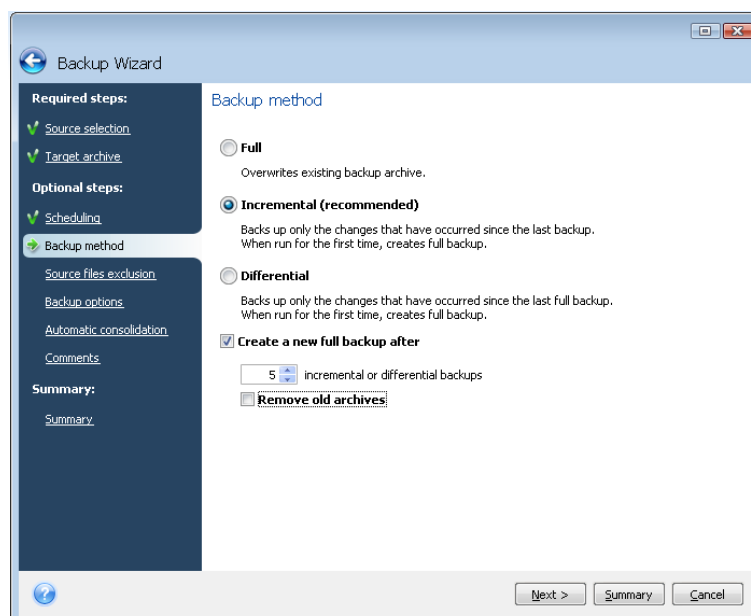 Backup Wizard
Required steps:
Source selection
Target archive
Optional steps:
Scheduling
Backup method
Source files exclusion
Backup options
Automatic consolidation
Comments
Summary:
Summary
Backup method
Full
Overwrites existing backup archive.
Incremental (recommended)
Backs up only the changes that have occurred since the last backup.
When run for the first time, creates full backup.
Differential
Backs up only the changes that have occurred since the last full backup.
When run for the first time, creates full backup.
Create a new full backup after
5 incremental or differential backups
Remove old archives
?
Next > Summary Cancel